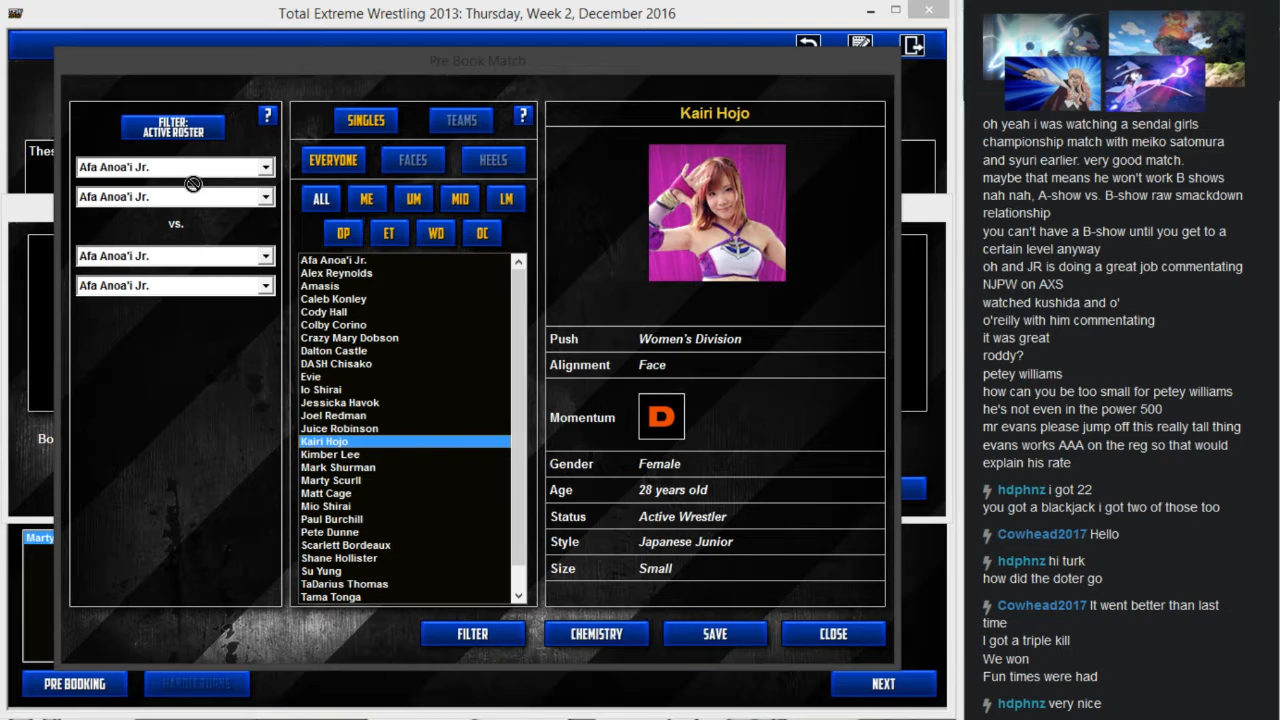 Total Extreme Wrestling 2013: Thursday, Week 2, December 2016
Pre Book Match
FILTER:
ACTIVE ROSTER
?
Afa Anoa'i Jr.
Afa Anoa'i Jr.
vs.
Afa Anoa'i Jr.
Afa Anoa'i Jr.
SINGLES
TEAMS
?
EVERYONE
FACES
HEELS
ALL
ME
UM
MID
LM
OP
ET
WD
OC
Afa Anoa'i Jr.
Alex Reynolds
Amasis
Caleb Konley
Cody Hall
Colby Corino
Crazy Mary Dobson
Dalton Castle
DASH Chisako
Evie
Io Shirai
Jessicka Havok
Joel Redman
Juice Robinson
Kairi Hojo
Kimber Lee
Mark Shurman
Marty Scurll
Matt Cage
Mio Shirai
Paul Burchill
Pete Dunne
Scarlett Bordeaux
Shane Hollister
Su Yung
TaDarius Thomas
Tama Tonga
Kairi Hojo
Push Women's Division
Alignment Face
Momentum D
Gender Female
Age 28 years old
Status Active Wrestler
Style Japanese Junior
Size Small
FILTER
CHEMISTRY
SAVE
CLOSE
Thes
Bo
Marty
PRE BOOKING
HANDLE BURNS
NEXT
oh yeah i was watching a sendai girls
championship match with meiko satomura
and syuri earlier. very good match.
maybe that means he won't work B shows
nah nah, A-show vs. B-show raw smackdown
relationship
you can't have a B-show until you get to a
certain level anyway
oh and JR is doing a great job commentating
NJPW on AXS
watched kushida and o'
o'reilly with him commentating
it was great
roddy?
petey williams
how can you be too small for petey williams
he's not even in the power 500
mr evans please jump off this really tall thing
evans works AAA on the reg so that would
explain his rate
hdphnz i got 22
you got a blackjack i got two of those too
Cowhead2017 Hello
hdphnz hi turk
how did the doter go
Cowhead2017 It went better than last
time
I got a triple kill
We won
Fun times were had
hdphnz very nice